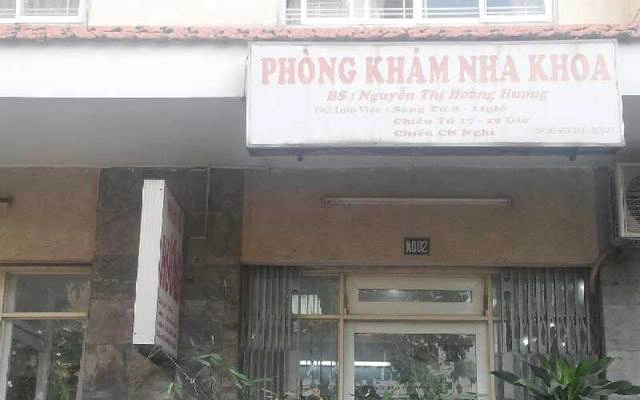 PHÒNG KHÁM NHA KHOA
BS : Nguyễn Thị Hoàng Hương
Giờ Làm Việc : Sáng Từ 8 - 11giờ
Chiều Từ 17 - 19 Giờ
Chiều CN Nghỉ
A002